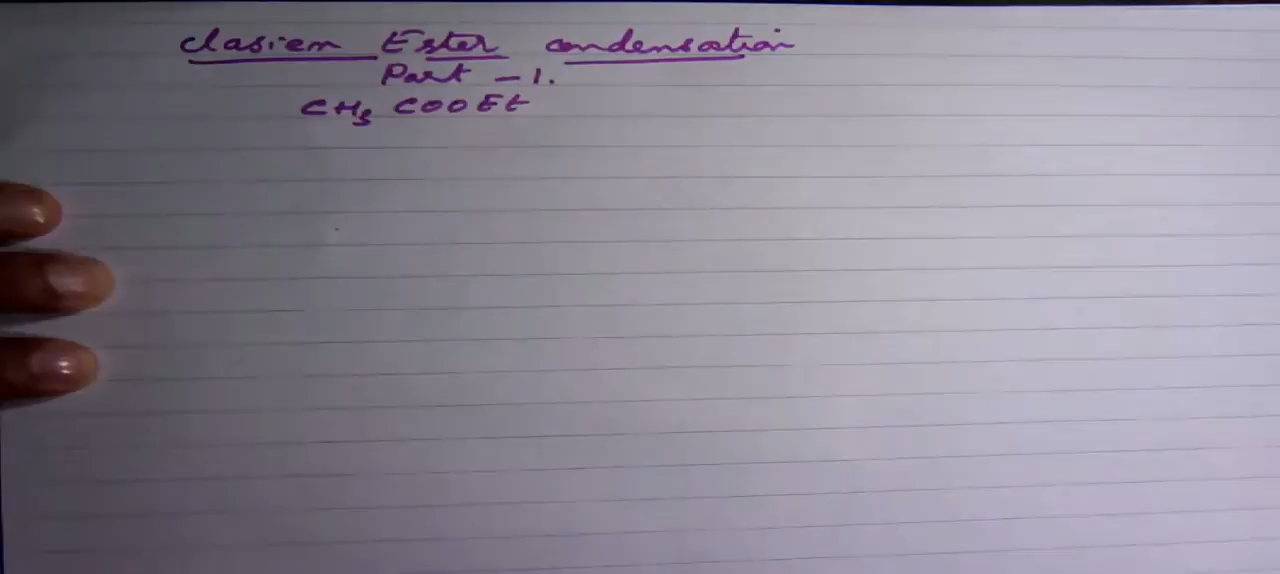 Clasien Ester condensation
Part - 1.
CH₃ COOEt